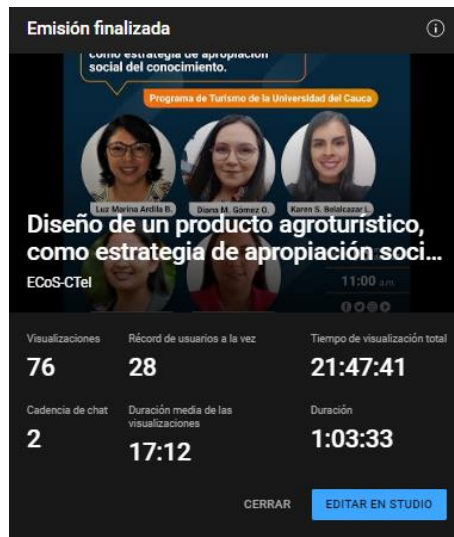 Emisión finalizada
como estrategia de apropiación
social del conocimiento.
Programa de Turismo de la Universidad del Cauca
Luz Marina Ardila B.
Diana M. Gómez O.
Karen S. Belalcazar L.
Diseño de un producto agroturístico,
como estrategia de apropiación soci...
ECoS-CTel
11:00 a.m.
Visualizaciones
76
Récord de usuarios a la vez
28
Tiempo de visualización total
21:47:41
Cadencia de chat
2
Duración media de las
visualizaciones
17:12
Duración
1:03:33
CERRAR
EDITAR EN STUDIO